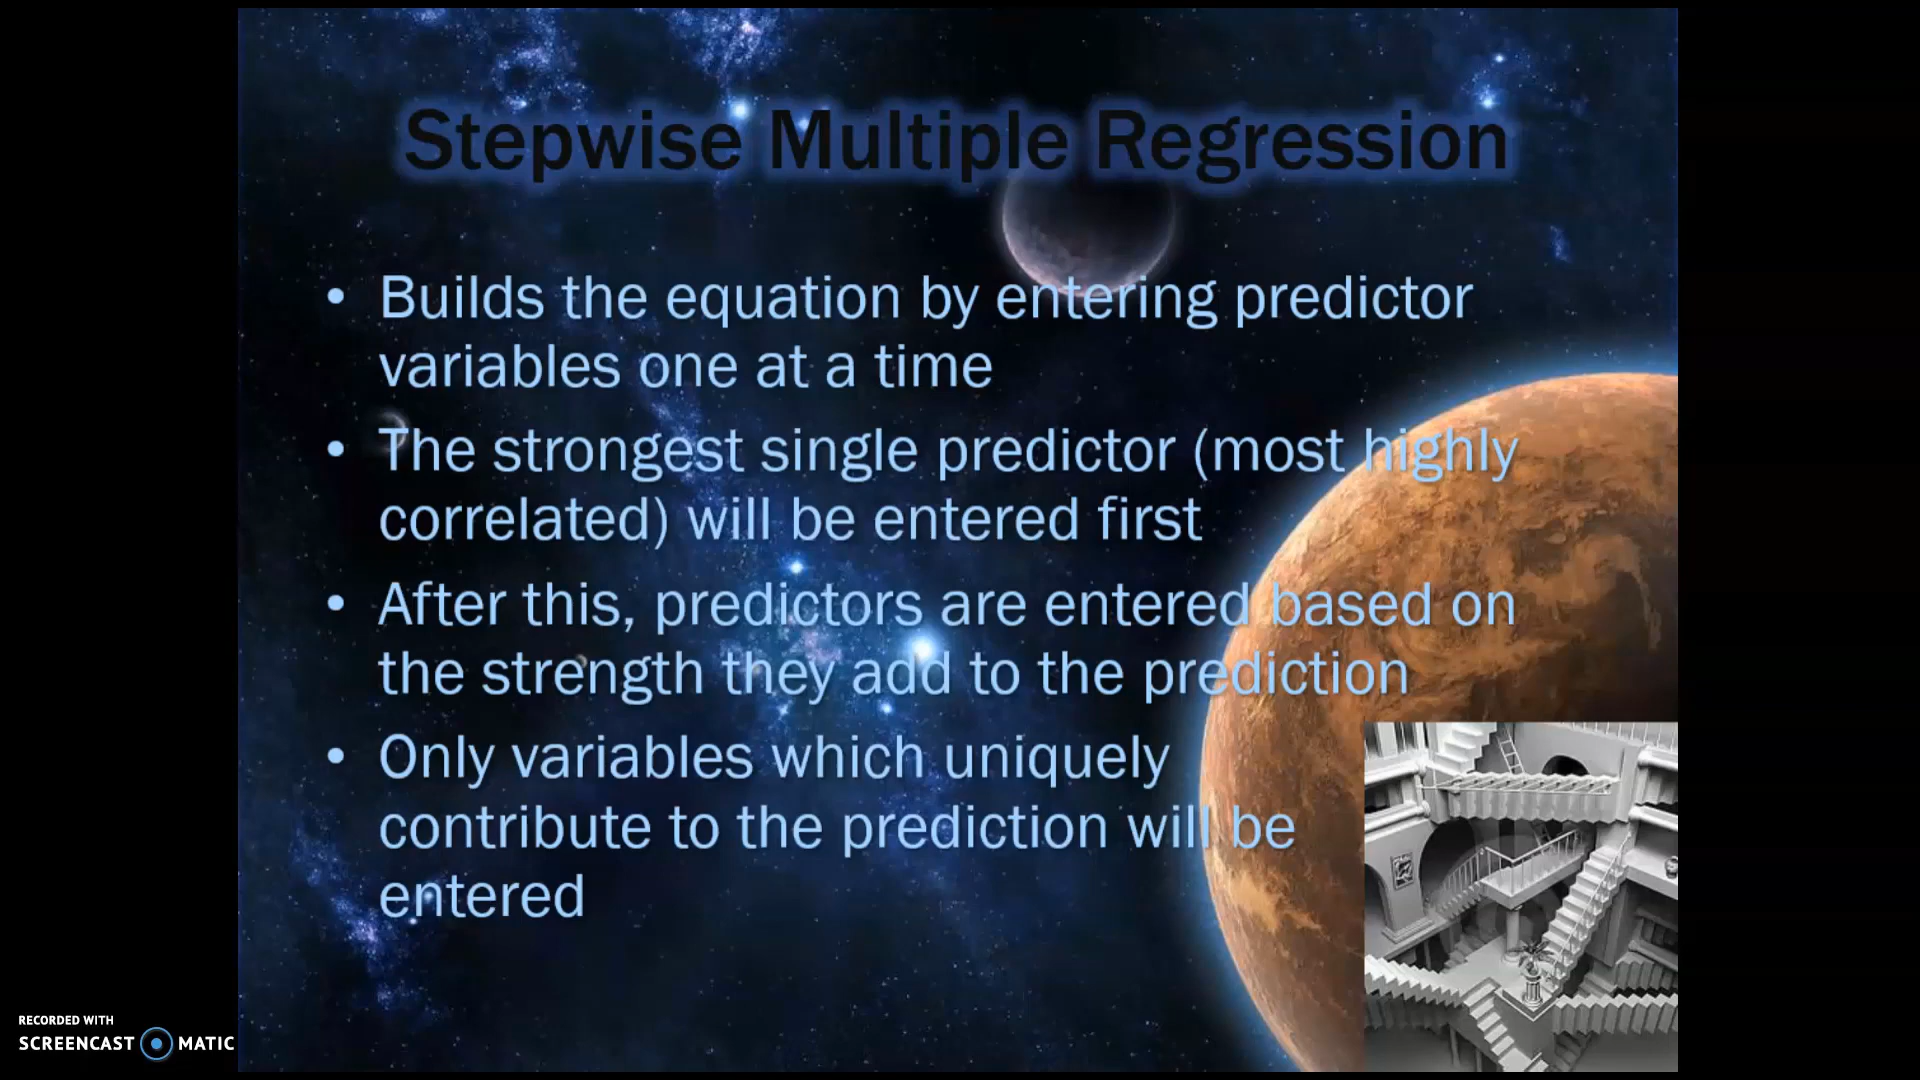 Stepwise Multiple Regression
• Builds the equation by entering predictor
variables one at a time
• The strongest single predictor (most highly
correlated) will be entered first
• After this, predictors are entered based on
the strength they add to the prediction
• Only variables which uniquely
contribute to the prediction will be
entered
RECORDED WITH
SCREENCAST MATIC